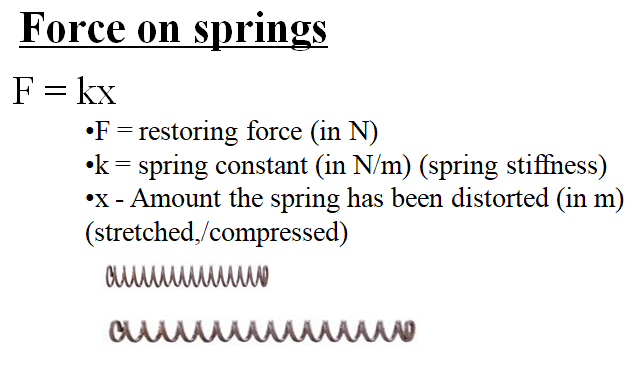 Force on springs
F = kx
•F = restoring force (in N)
•k = spring constant (in N/m) (spring stiffness)
•x - Amount the spring has been distorted (in m)
(stretched,/compressed)